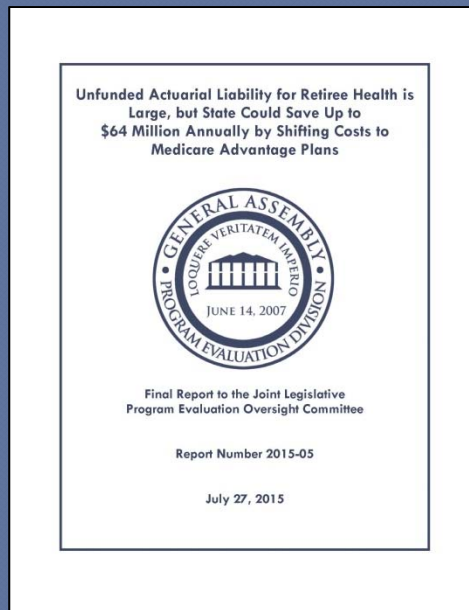 Unfunded Actuarial Liability for Retiree Health is
Large, but State Could Save Up to
$64 Million Annually by Shifting Costs to
Medicare Advantage Plans
GENERAL ASSEMBLY
LOQUERE VERITATEM IMPERIO
JUNE 14, 2007
PROGRAM EVALUATION DIVISION
Final Report to the Joint Legislative
Program Evaluation Oversight Committee
Report Number 2015-05
July 27, 2015